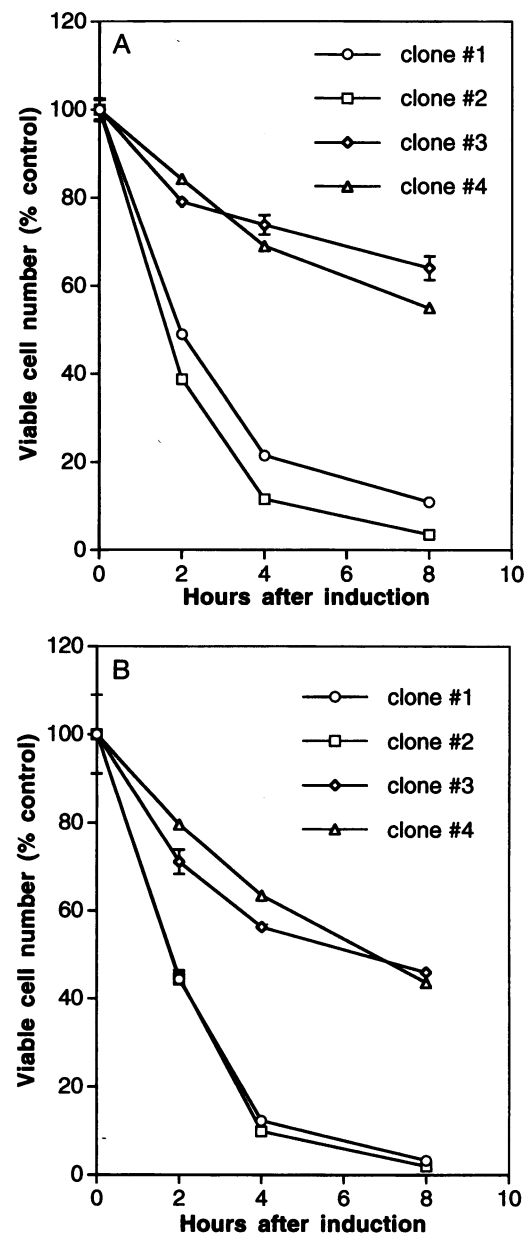 120
A
clone #1
100
clone #2
clone #3
80
clone #4
60
40
20
0
Viable cell number (% control)
0 2 4 6 8 10
Hours after induction
120
B
clone #1
100
clone #2
clone #3
80
clone #4
60
40
20
0
Viable cell number (% control)
0 2 4 6 8 10
Hours after induction